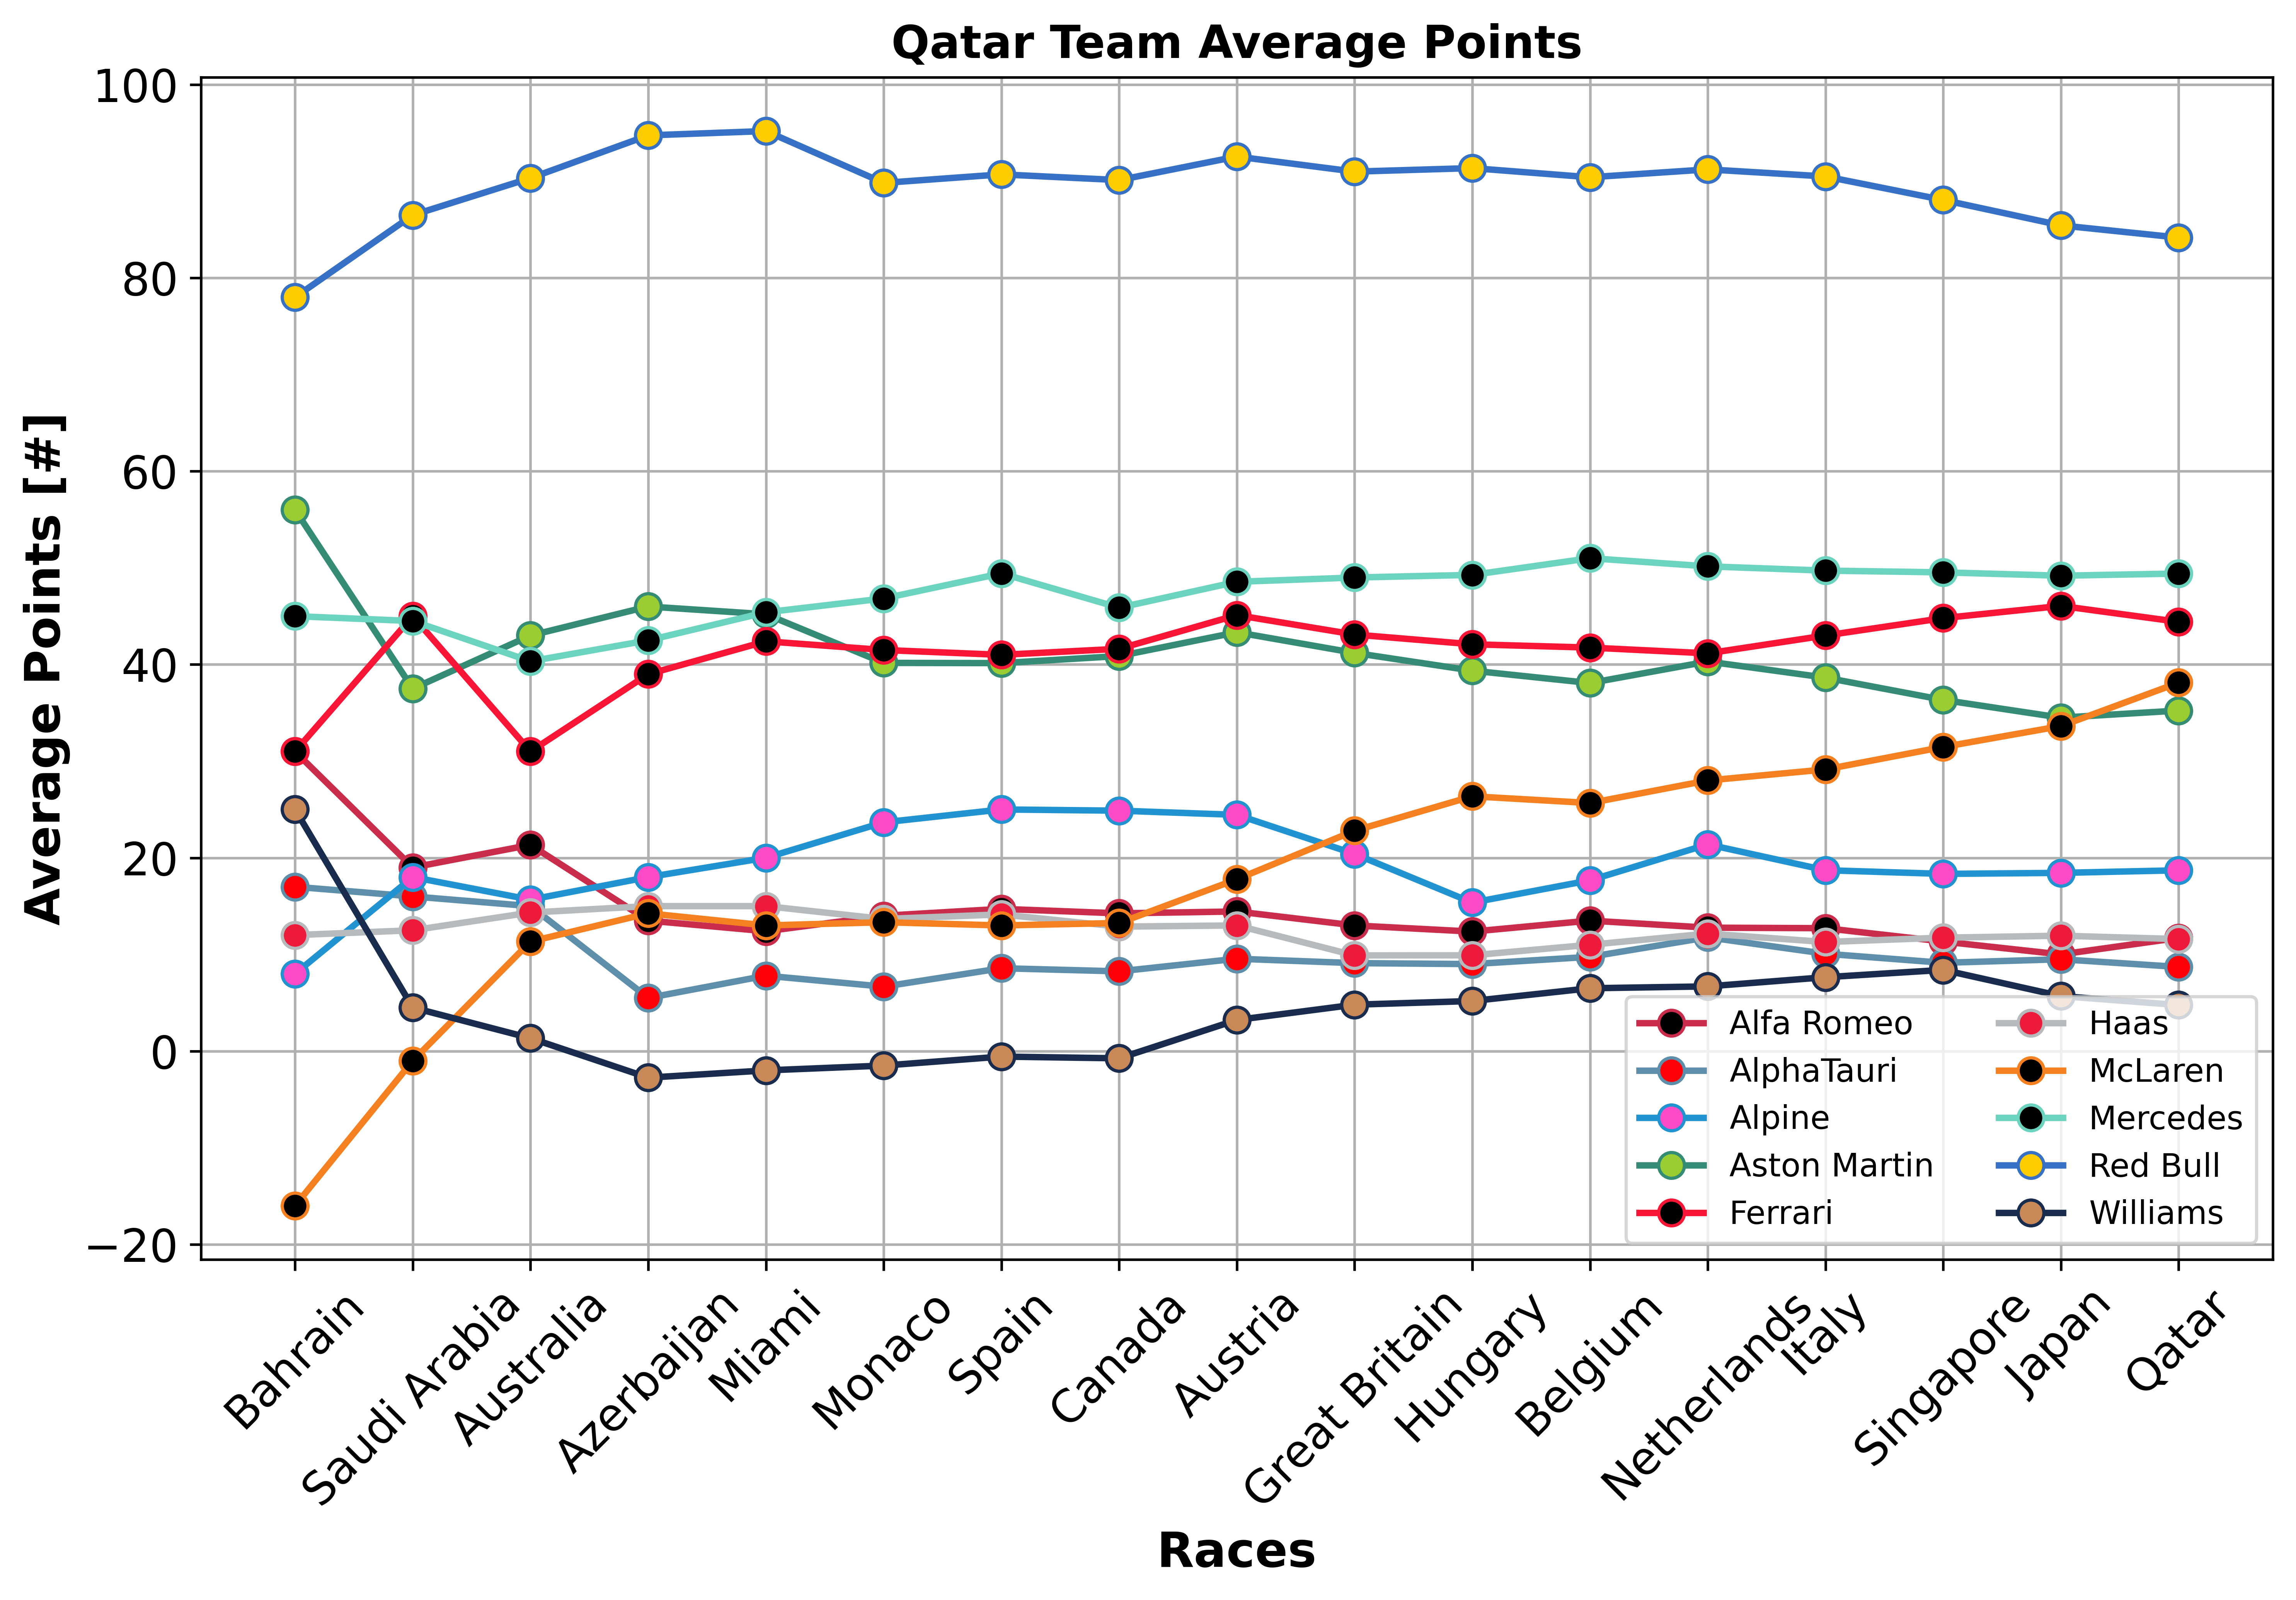 Qatar Team Average Points
Average Points [#]
100
80
60
40
20
0
−20
Alfa Romeo
AlphaTauri
Alpine
Aston Martin
Ferrari
Haas
McLaren
Mercedes
Red Bull
Williams
Bahrain
Saudi Arabia
Australia
Azerbaijan
Miami
Monaco
Spain
Canada
Austria
Great Britain
Hungary
Belgium
Netherlands
Italy
Singapore
Japan
Qatar
Races